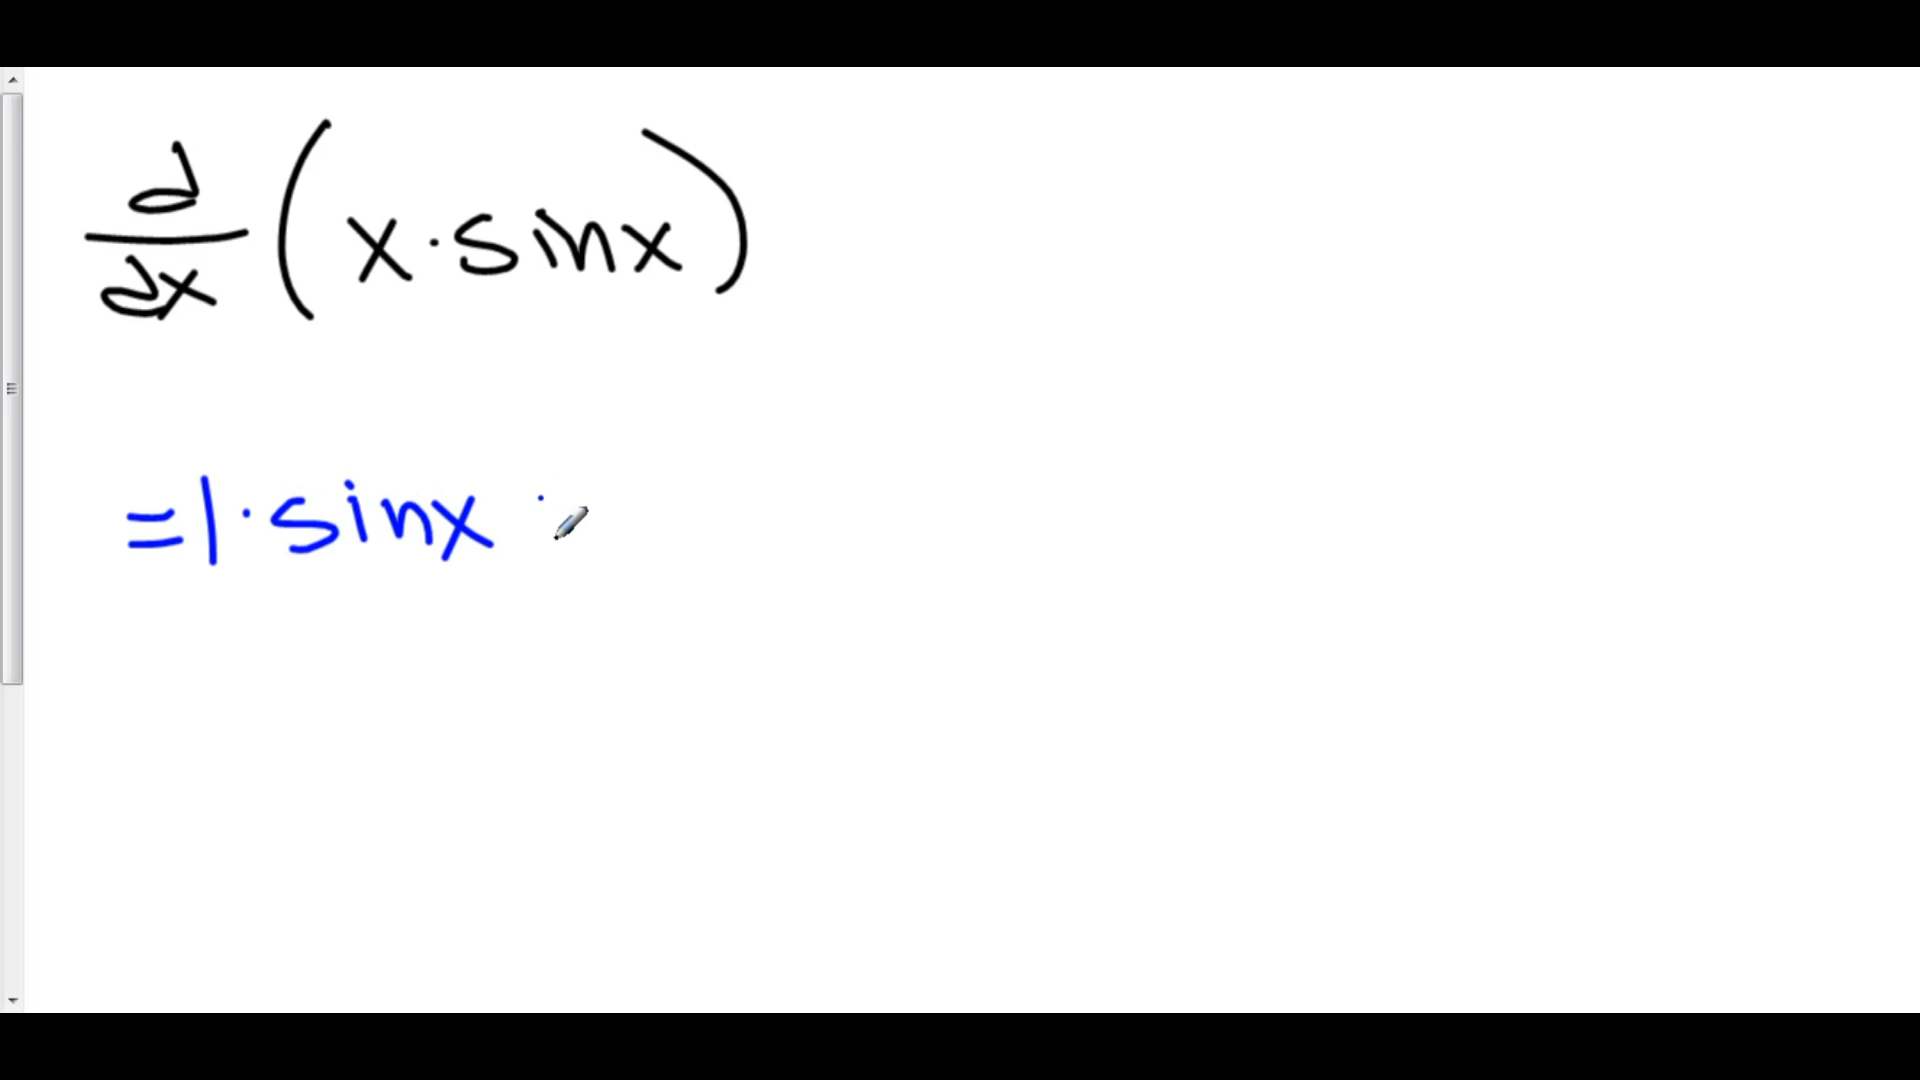 d/dx (x · sinx)
= 1 · sinx